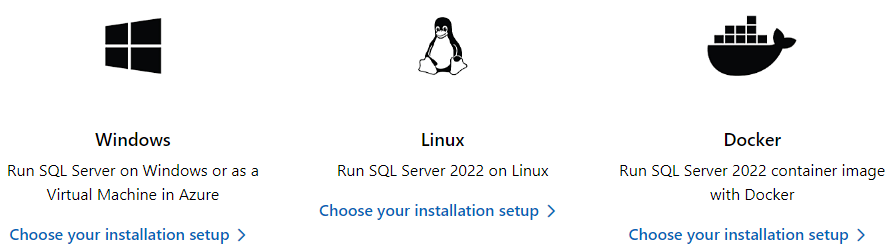 Windows
Run SQL Server on Windows or as a
Virtual Machine in Azure
Choose your installation setup
Linux
Run SQL Server 2022 on Linux
Choose your installation setup
Docker
Run SQL Server 2022 container image
with Docker
Choose your installation setup